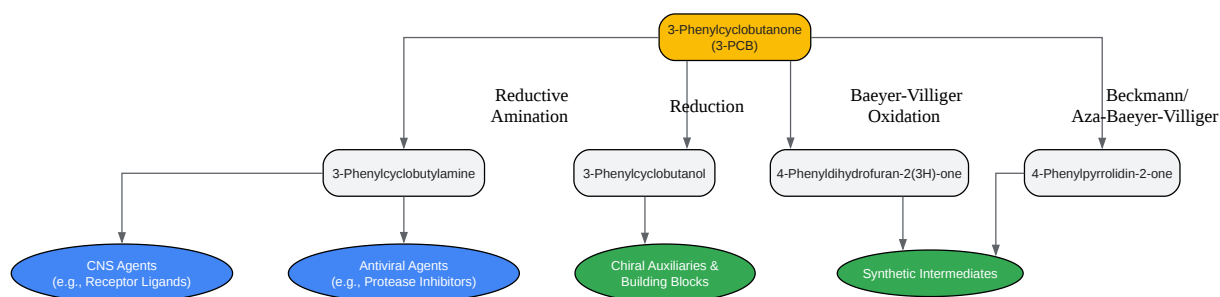 3-Phenylcyclobutanone
(3-PCB)
Reductive
Amination
Reduction
Baeyer-Villiger
Oxidation
Beckmann/
Aza-Baeyer-Villiger
3-Phenylcyclobutylamine
3-Phenylcyclobutanol
4-Phenyldihydrofuran-2(3H)-one
4-Phenylpyrrolidin-2-one
CNS Agents
(e.g., Receptor Ligands)
Antiviral Agents
(e.g., Protease Inhibitors)
Chiral Auxiliaries &
Building Blocks
Synthetic Intermediates